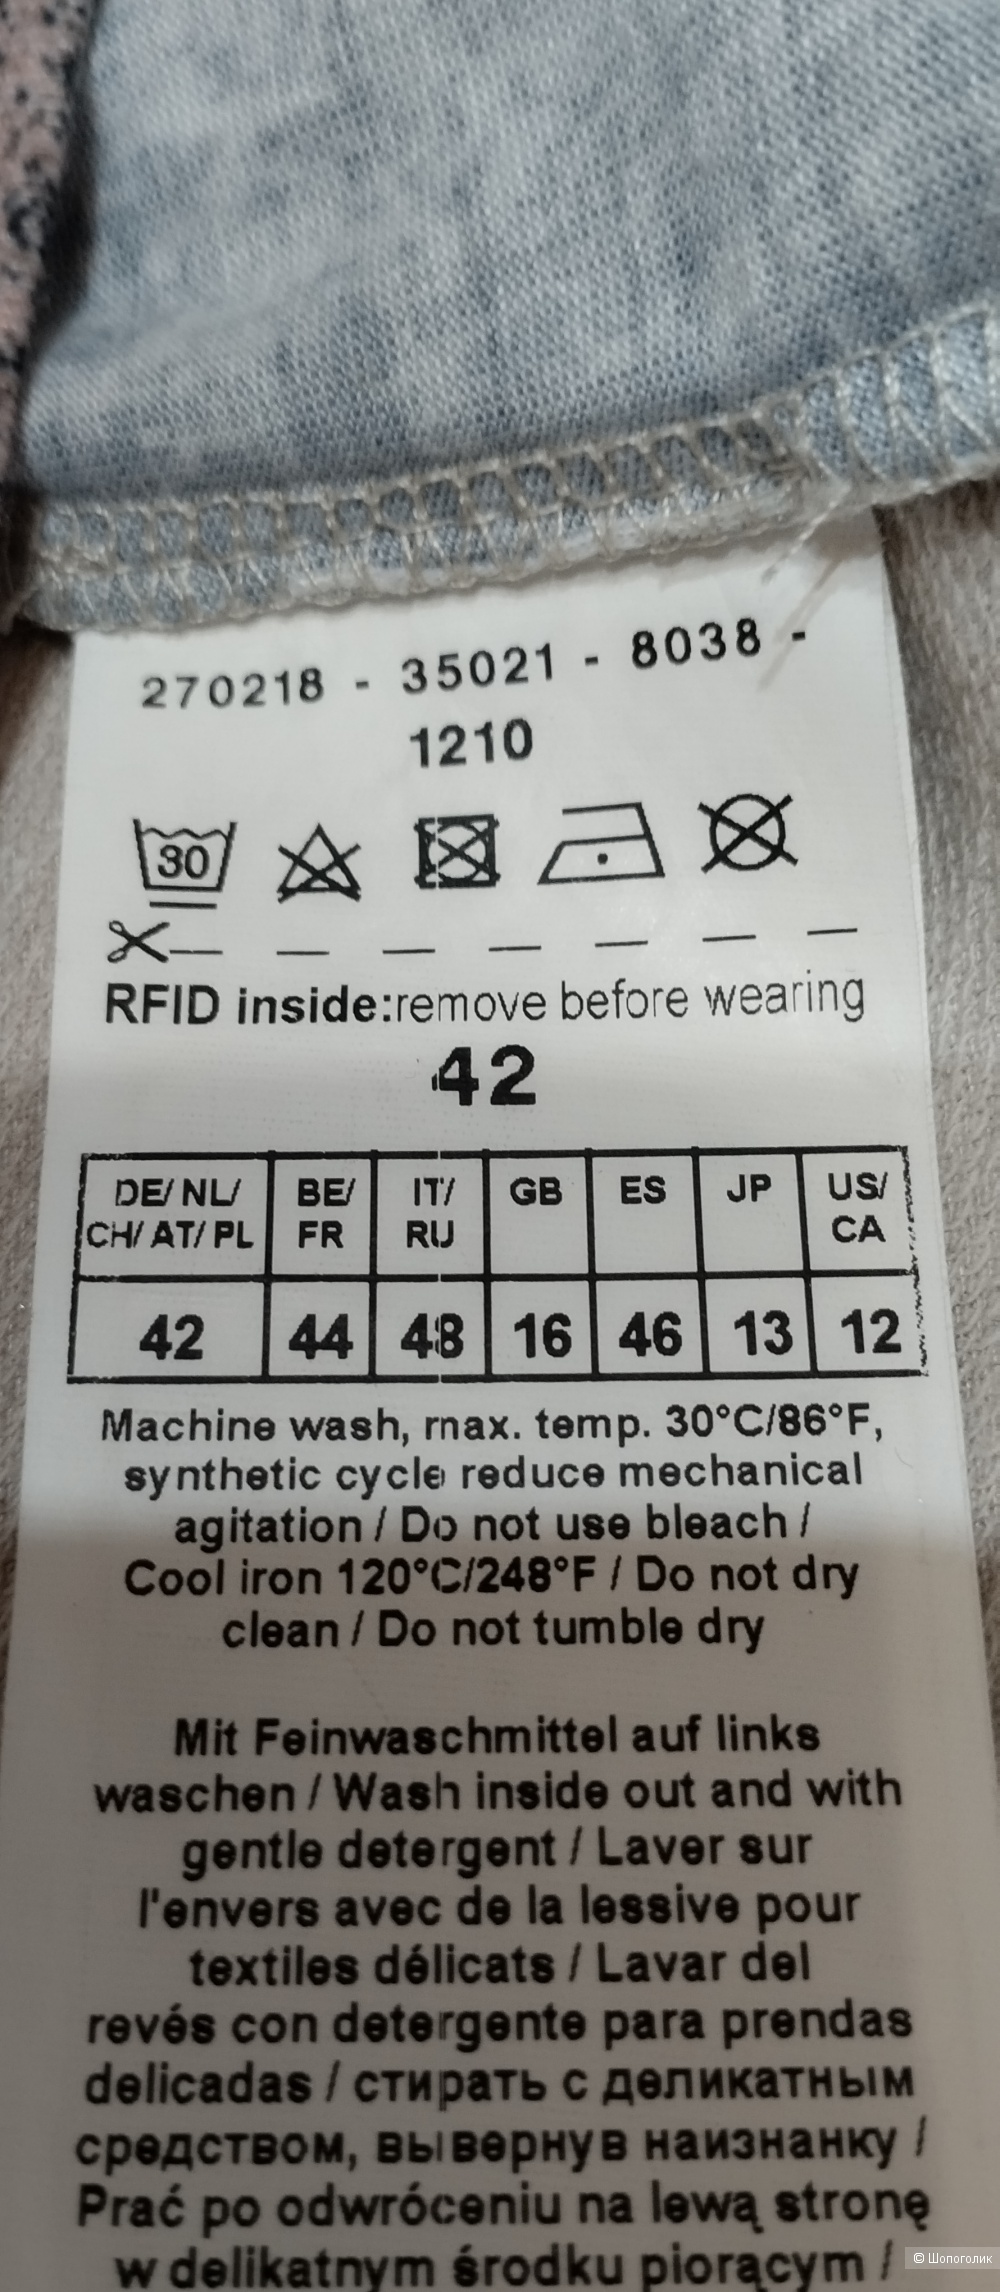 270218 - 35021 - 8038 -
1210
30
RFID inside:remove before wearing
42
DE/ NL/ CH/ AT/ PL
BE/ FR
IT/ RU
GB
ES
JP
US/ CA
42 44 48 16 46 13 12
Machine wash, max. temp. 30°C/86°F,
synthetic cycle reduce mechanical
agitation / Do not use bleach /
Cool iron 120°C/248°F / Do not dry
clean / Do not tumble dry
Mit Feinwaschmittel auf links
waschen / Wash inside out and with
gentle detergent / Laver sur
l'envers avec de la lessive pour
textiles délicats / Lavar del
revés con detergente para prendas
delicadas / стирать с деликатным
средством, вывернув наизнанку /
Prać po odwróceniu na lewą stronę
w delikatnym środku piorącym /
© Шопоголик